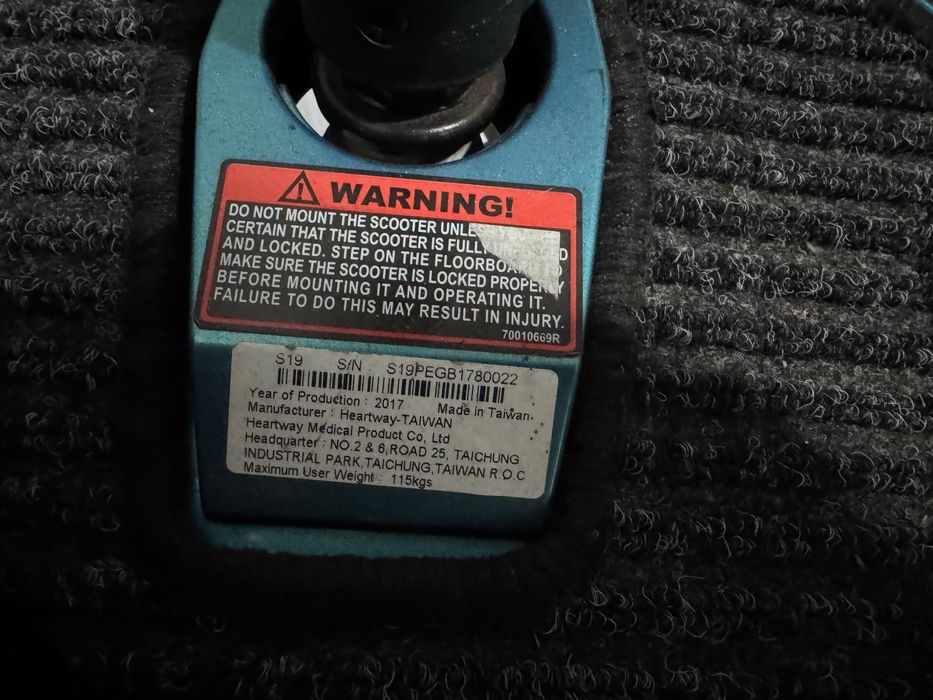 WARNING!
DO NOT MOUNT THE SCOOTER
CERTAIN THAT THE SCOOTER IS
AND LOCKED. STEP ON THE
MAKE SURE THE SCOOTER IS LOCKED PROPERLY
BEFORE MOUNTING IT AND OPERATING IT.
FAILURE TO DO THIS MAY RESULT IN INJURY.
70010669R
S19 S/N S19PEGB1780022
Year of Production : 2017 Made in Taiwan
Manufacturer : Heartway-TAIWAN
Heartway Medical Product Co, Ltd
Headquarter : NO.2 & 6,ROAD 25, TAICHUNG
INDUSTRIAL PARK,TAICHUNG,TAIWAN R.O.C
Maximum User Weight : 115kgs